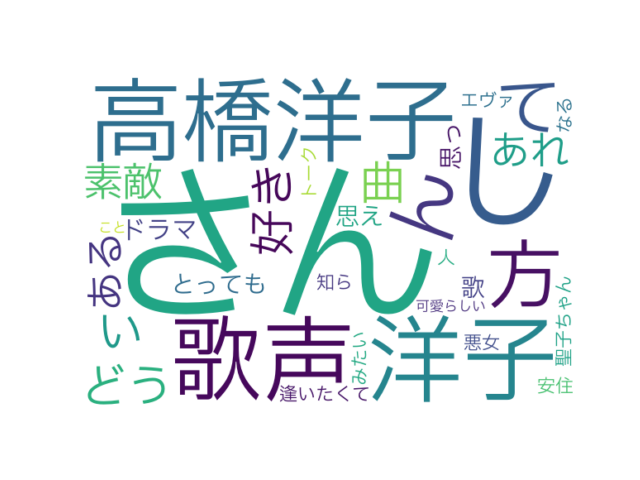 高橋洋子
エヴァ
て
なる
素敵
好き
トーク
曲
思っ
あれ
し
さん
ん
思え
ことドラマ
ある
とっても
知ら
人
方
歌
可愛らしい
聖子ちゃん
い
歌声
みたい
洋子
悪女
どう
逢いたくて
安住